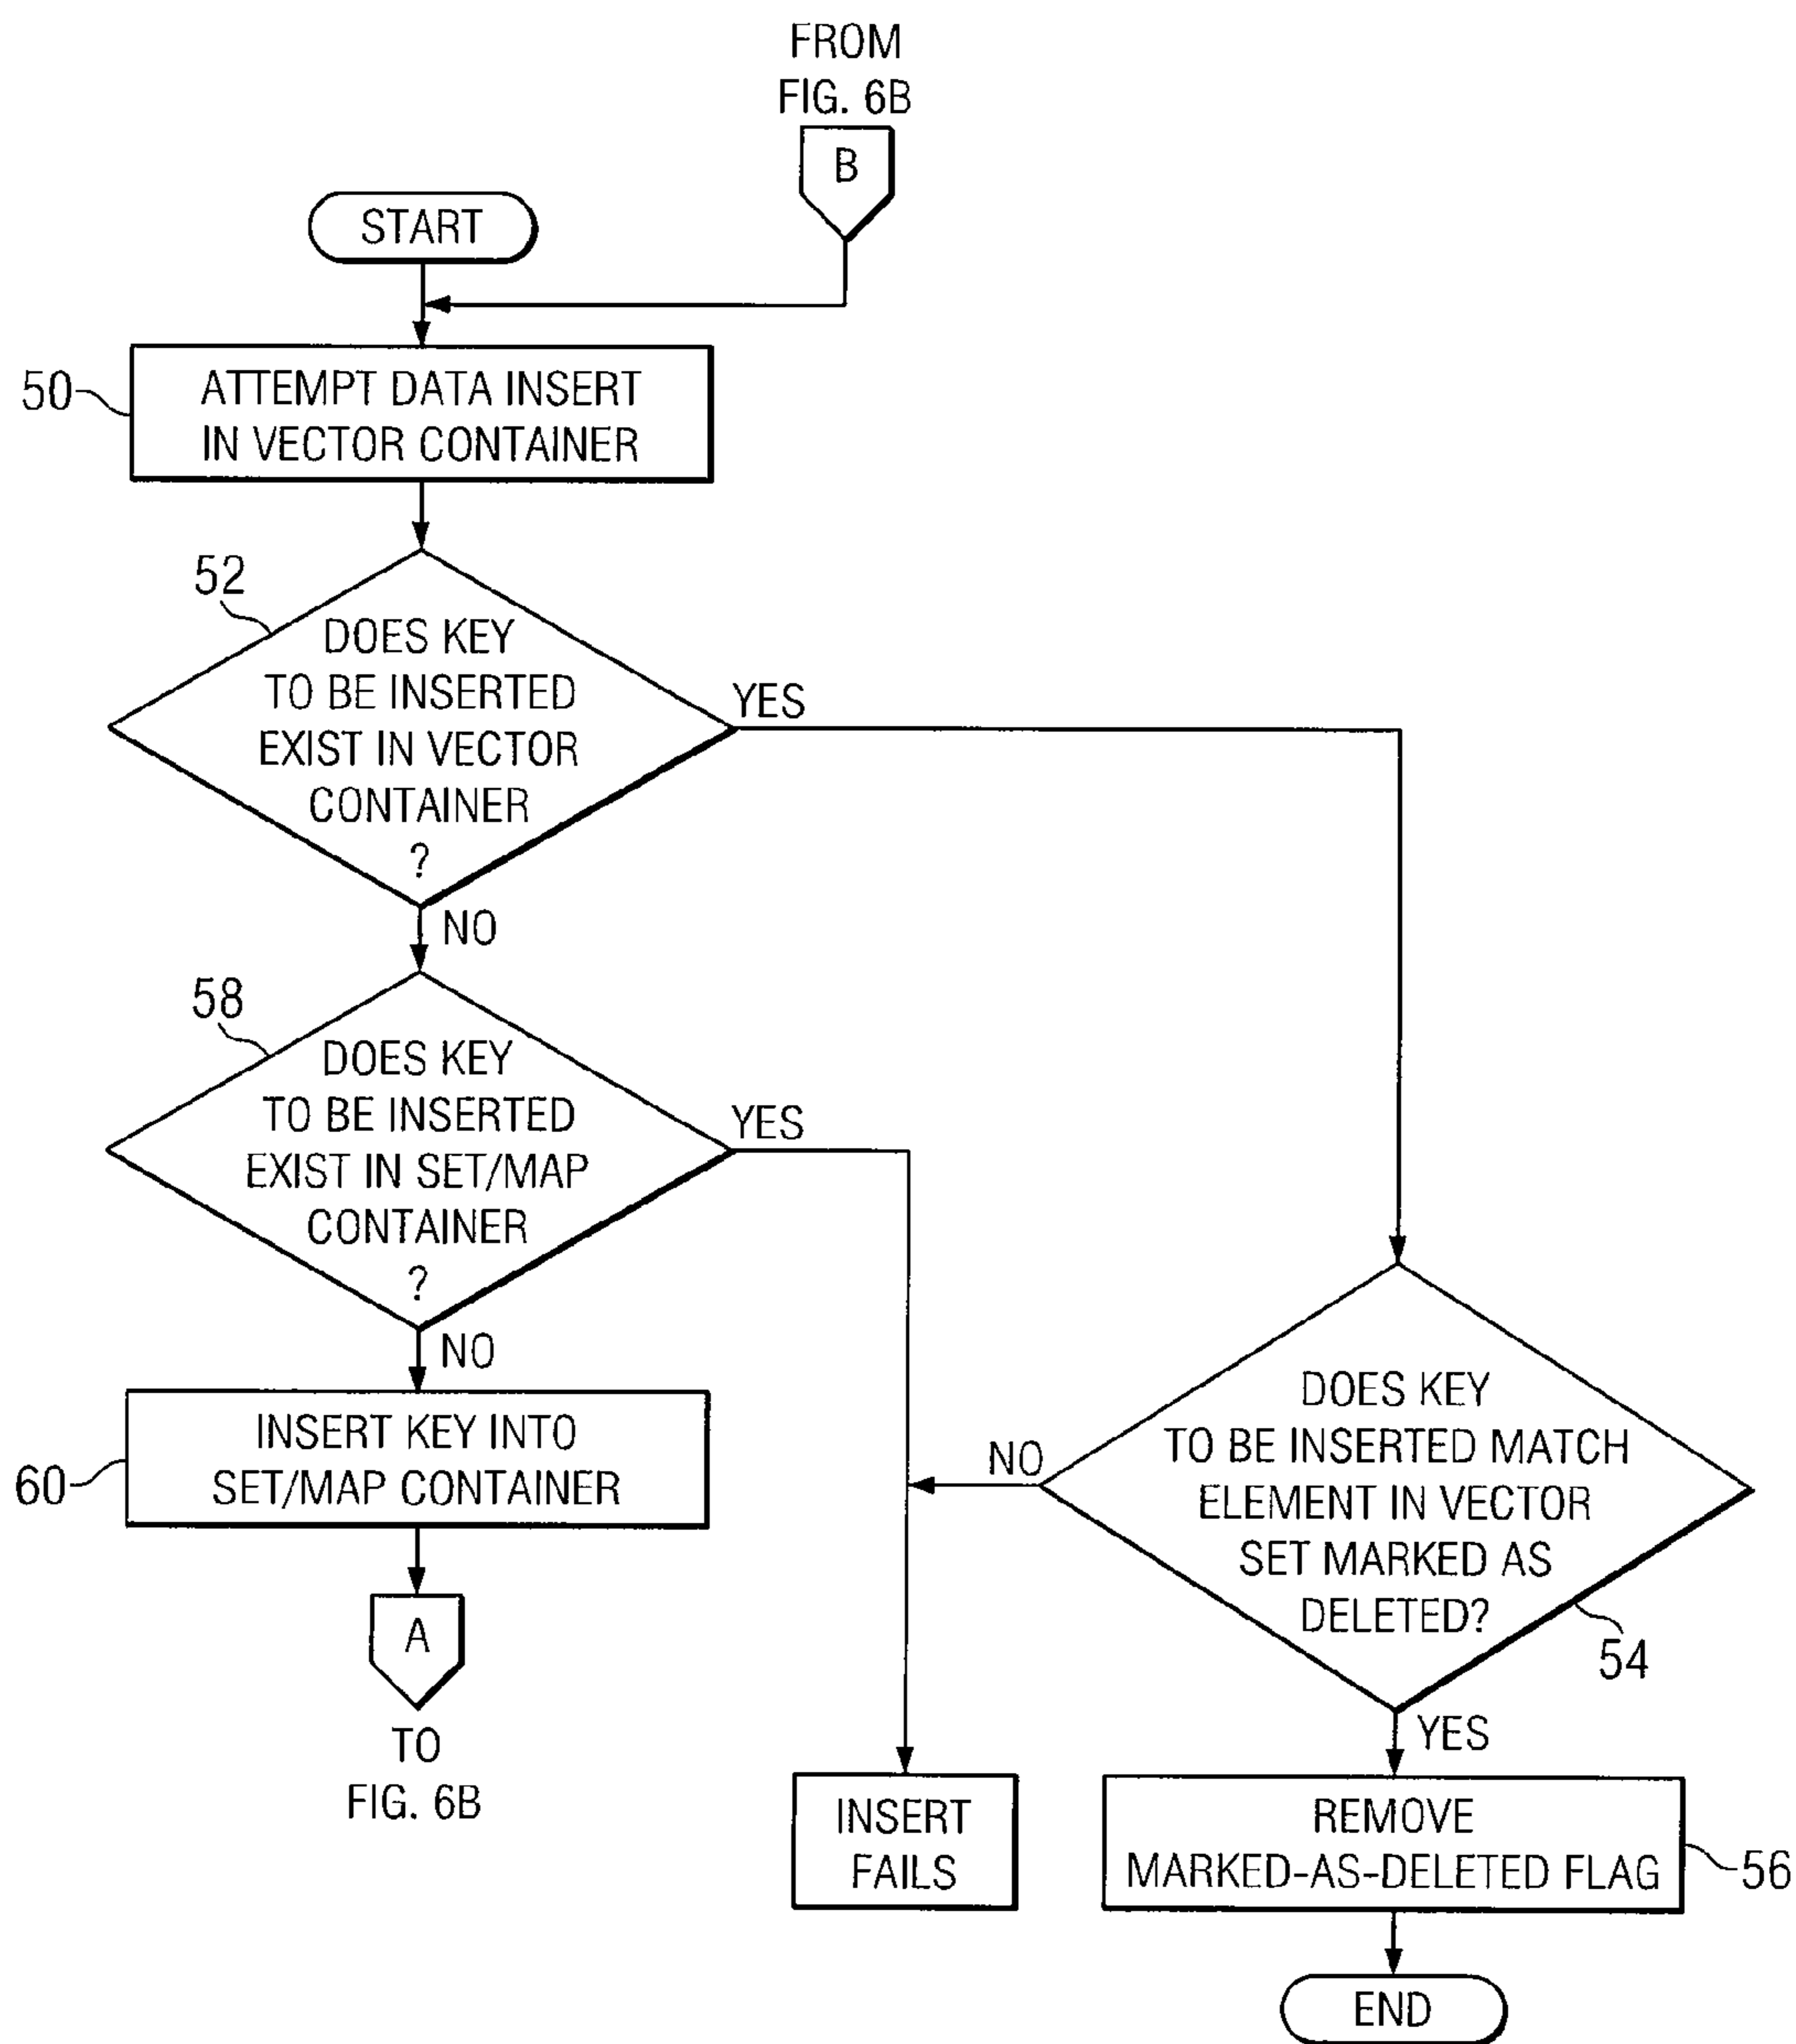 FROM
FIG. 6B
B
START
50
ATTEMPT DATA INSERT
IN VECTOR CONTAINER
52
DOES KEY
TO BE INSERTED
EXIST IN VECTOR
CONTAINER
?
YES
NO
58
DOES KEY
TO BE INSERTED
EXIST IN SET/MAP
CONTAINER
?
YES
NO
60
INSERT KEY INTO
SET/MAP CONTAINER
A
TO
FIG. 6B
NO
DOES KEY
TO BE INSERTED MATCH
ELEMENT IN VECTOR
SET MARKED AS
DELETED?
54
YES
INSERT
FAILS
REMOVE
MARKED-AS-DELETED FLAG
56
END